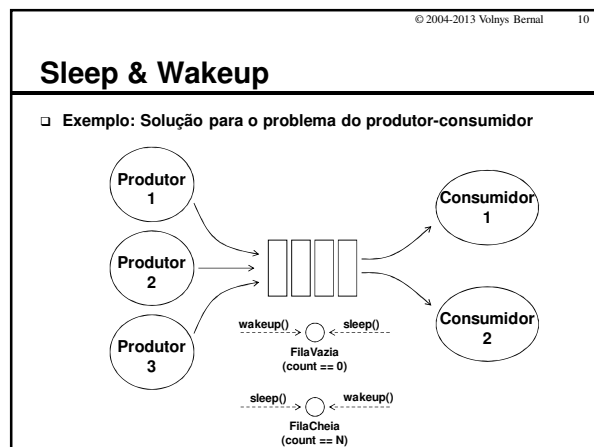 © 2004-2013 Volnys Bernal 10
Sleep & Wakeup
Exemplo: Solução para o problema do produtor-consumidor
Produtor
1
Produtor
2
Produtor
3
Consumidor
1
Consumidor
2
wakeup() sleep()
FilaVazia
(count == 0)
sleep() wakeup()
FilaCheia
(count == N)